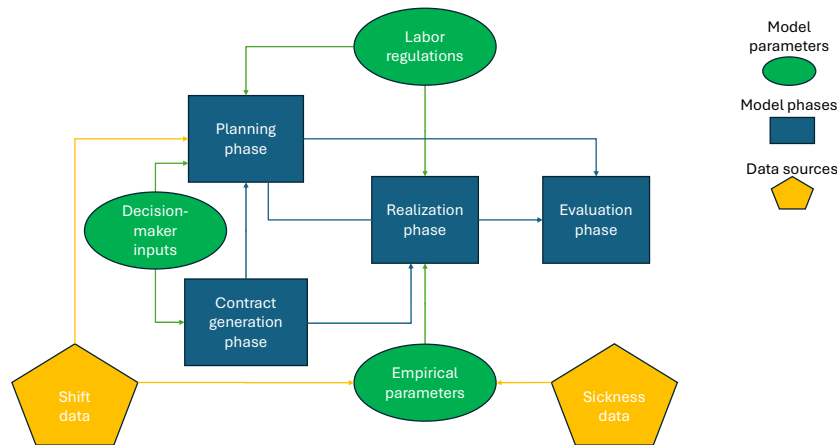 Labor
regulations
Model
parameters
Model phases
Data sources
Planning
phase
Decision-
maker
inputs
Realization
phase
Evaluation
phase
Contract
generation
phase
Shift
data
Empirical
parameters
Sickness
data